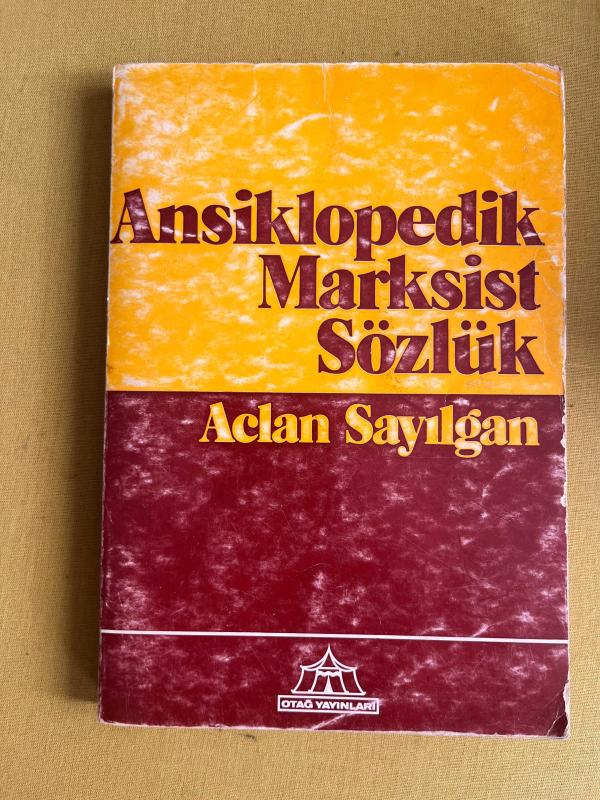 Ansiklopedik
Marksist
Sözlük
Aclan Sayılgan
OTAĞ YAYINLARI